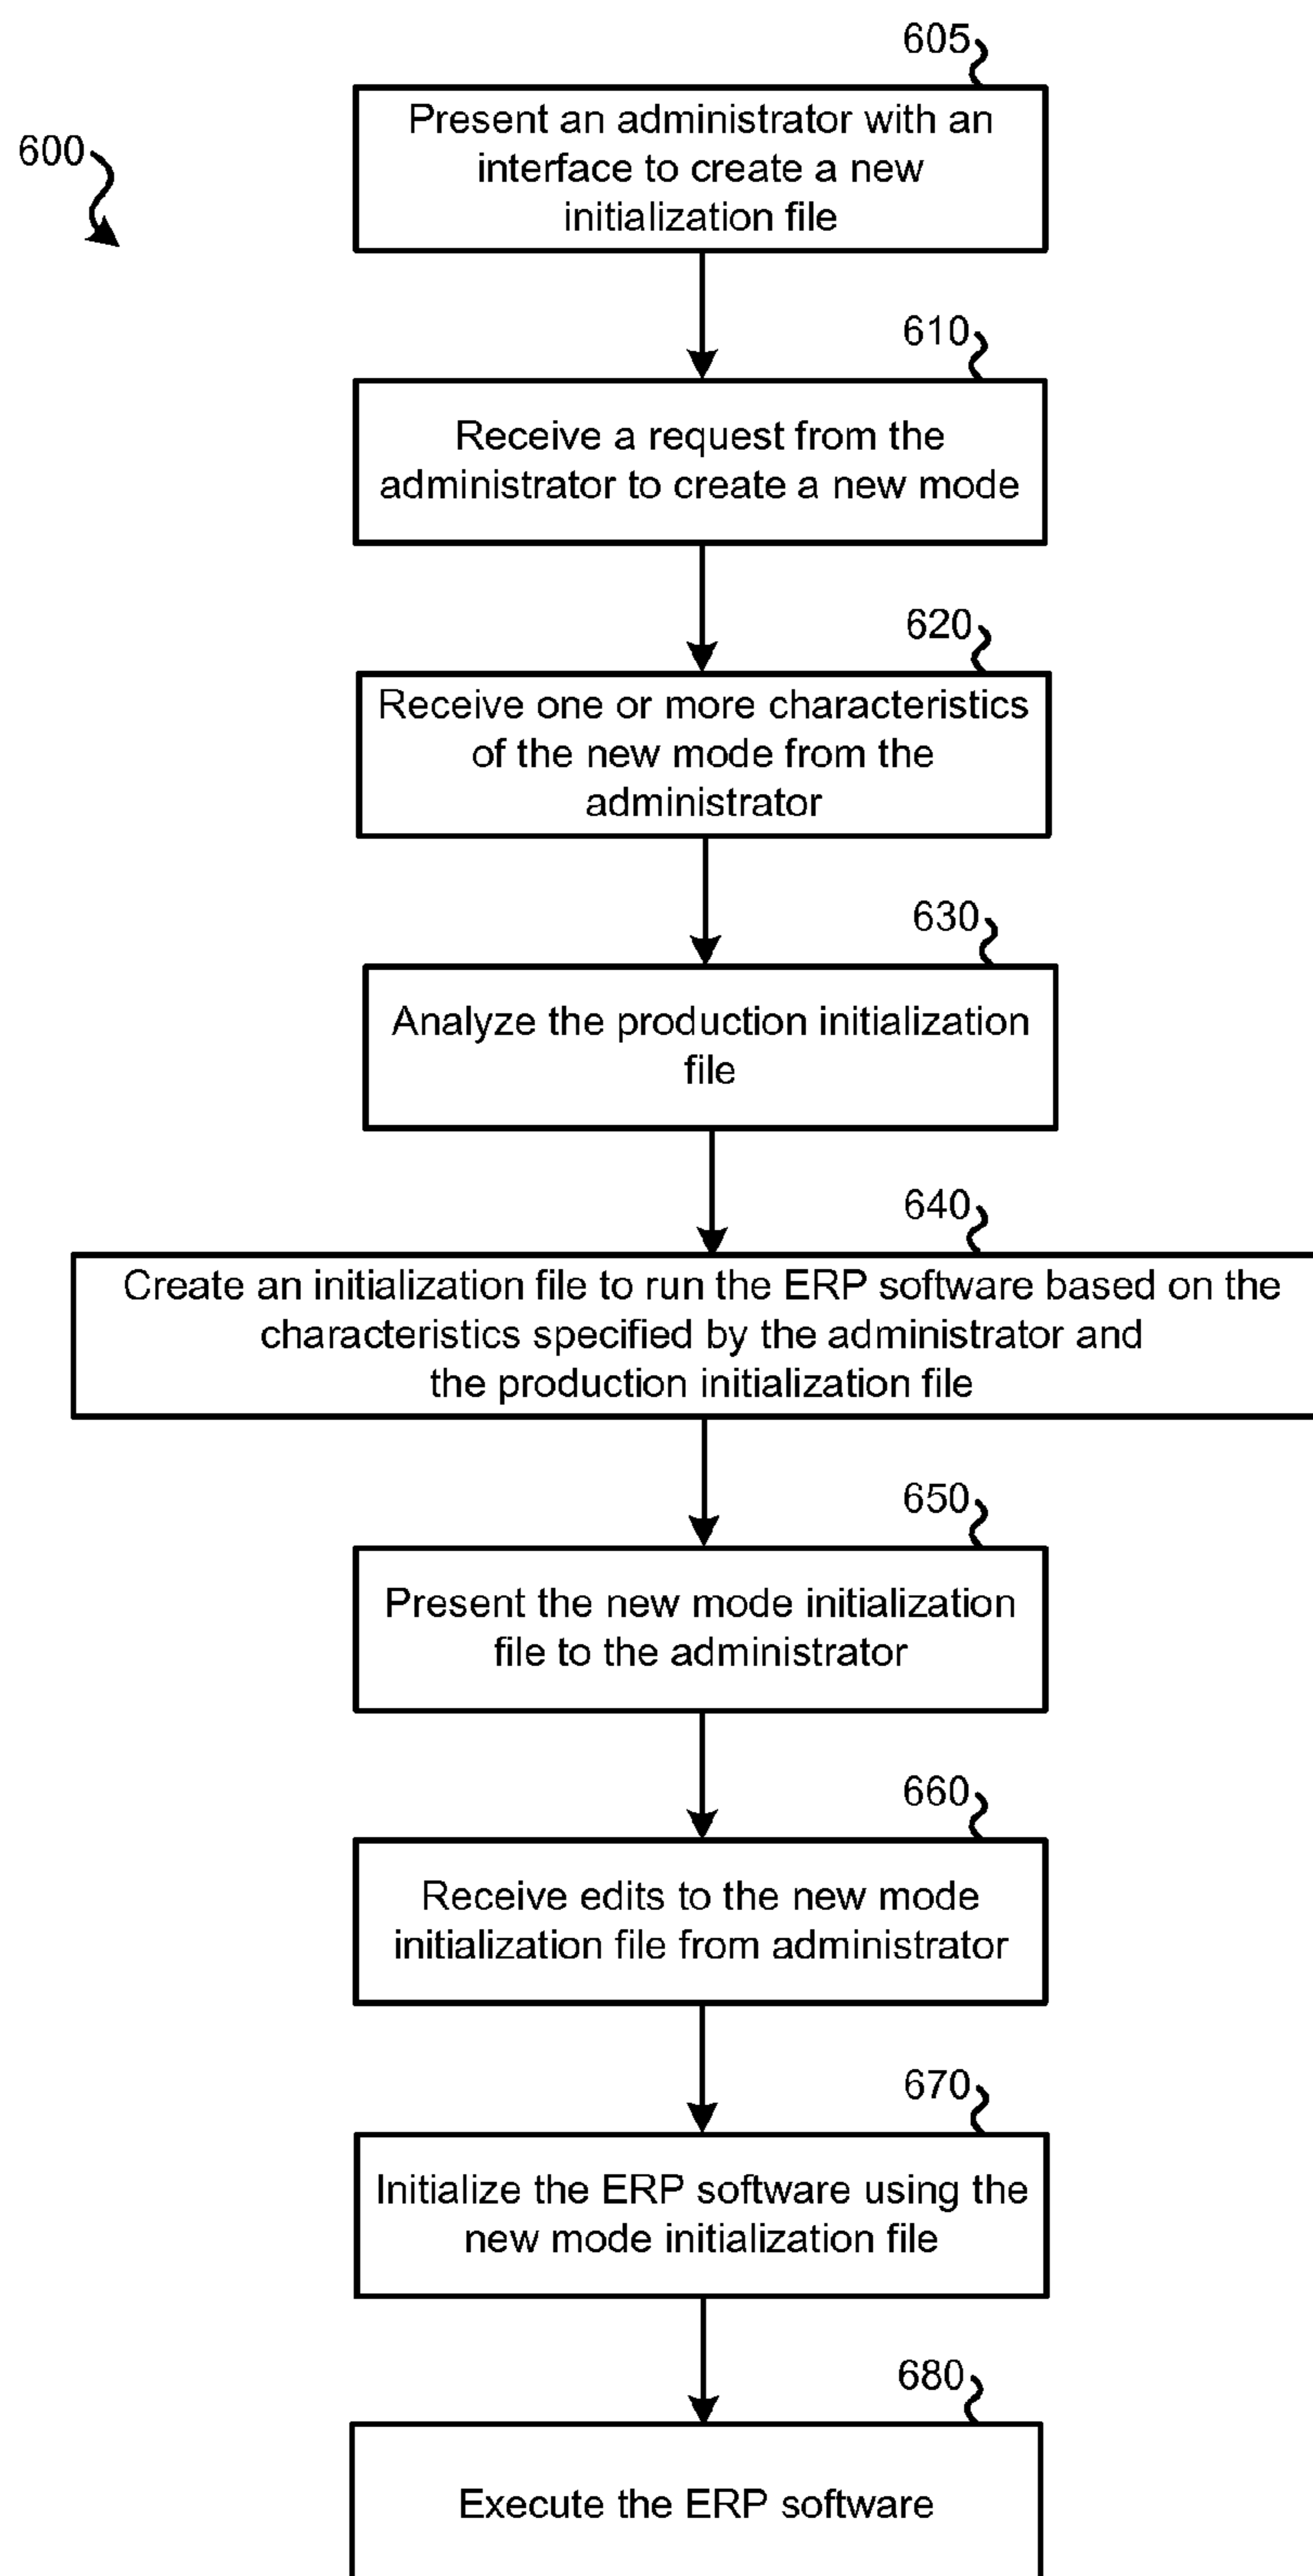 605
600
Present an administrator with an
interface to create a new
initialization file
610
Receive a request from the
administrator to create a new mode
620
Receive one or more characteristics
of the new mode from the
administrator
630
Analyze the production initialization
file
640
Create an initialization file to run the ERP software based on the
characteristics specified by the administrator and
the production initialization file
650
Present the new mode initialization
file to the administrator
660
Receive edits to the new mode
initialization file from administrator
670
Initialize the ERP software using the
new mode initialization file
680
Execute the ERP software